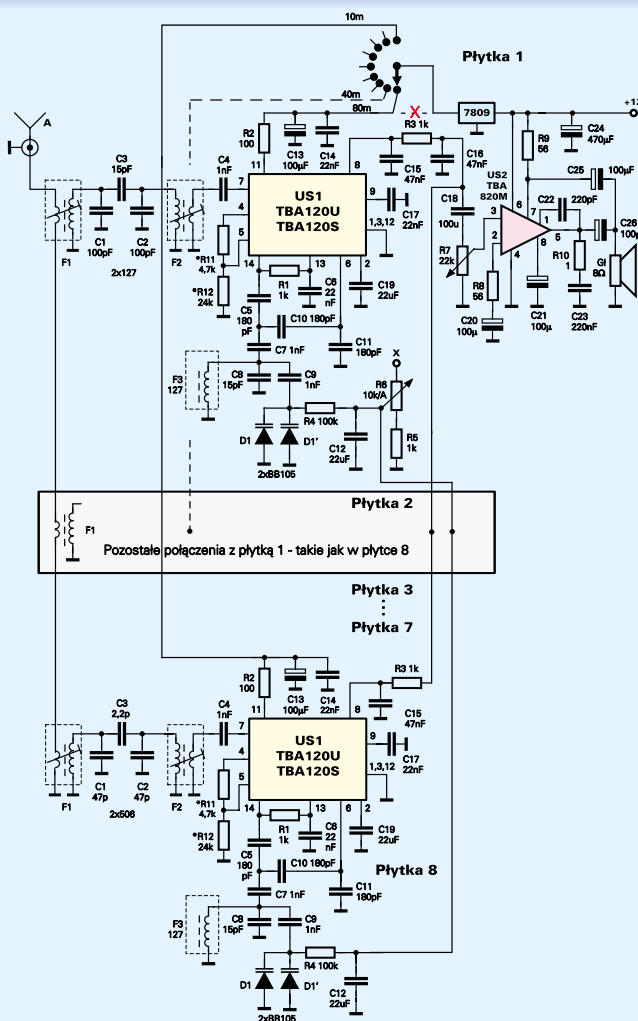 10m
Płytka 1
40m
80m
X
A
R2
100
C13
100µF
C14
22nF
R3 1k
7809
+12
C24
470µF
R9
56
C3
15pF
C4
1nF
11
8
C15
47nF
C16
47nF
US2
TBA
820M
C25
100µF
7
US1
TBA120U
TBA120S
9
C17
22nF
C18
100u
6
C22
220pF
7
1
3
2
5
8
4
C26
100µ
4
5
1,3,12
R7
22k
R10
1
Gł
8Ω
C1
100pF
C2
100pF
F1
F2
2x127
*R11
4,7k
*R12
24k
14
13
6
2
R1
1k
C6
22
nF
C19
22uF
R8
56
C5
180
pF
C10 180pF
C20
100µ
C21
100µ
C23
220nF
C7 1nF
C11
180pF
F3
127
C8
15pF
C9
1nF
X
R6
10k/A
R4 100k
R5
1k
D1
D1'
C12
22uF
2xBB105
Płytka 2
F1
Pozostałe połączenia z płytką 1 - takie jak w płytce 8
Płytka 3
Płytka 7
R2
100
C13
100µF
C14
22nF
R3 1k
C3
2,2p
C4
1nF
11
8
C15
47nF
7
US1
TBA120U
TBA120S
9
C17
22nF
4
5
1,3,12
C1
47p
C2
47p
F1
F2
2x506
*R11
4,7k
*R12
24k
14
13
6
2
R1
1k
C6
22
nF
C19
22uF
C5
180
pF
C10 180pF
Płytka 8
C7 1nF
C11
180pF
F3
127
C8
15pF
C9
1nF
R4 100k
D1
D1'
C12
22uF
2xBB105